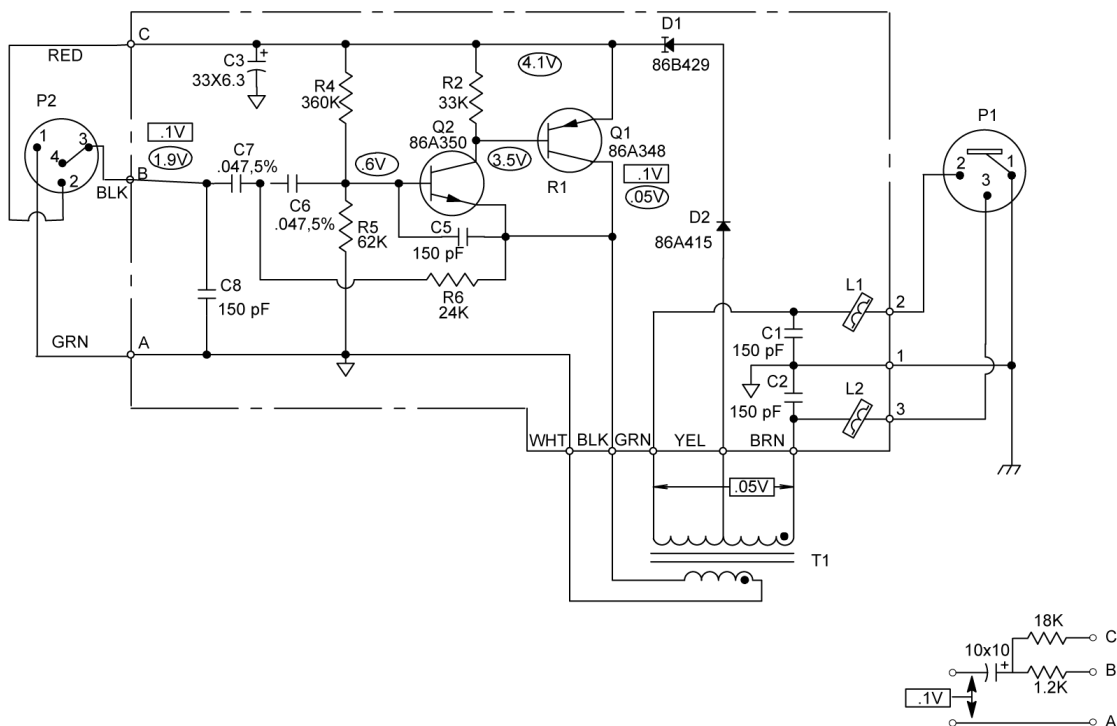 D1
C
RED
C3
+
33X6.3
R4
360K
R2
33K
4.1V
86B429
P2
P1
1
3
4
2
.1V
1.9V
B
BLK
C7
.047,5%
.6V
Q2
86A350
3.5V
Q1
86A348
R1
.1V
.05V
2
1
3
C6
.047,5%
R5
62K
C5
150 pF
D2
86A415
C8
150 pF
R6
24K
L1
2
C1
150 pF
GRN
A
1
C2
150 pF
L2
3
WHT
BLK
GRN
YEL
BRN
.05V
T1
18K
C
10x10
+
B
1.2K
.1V
A